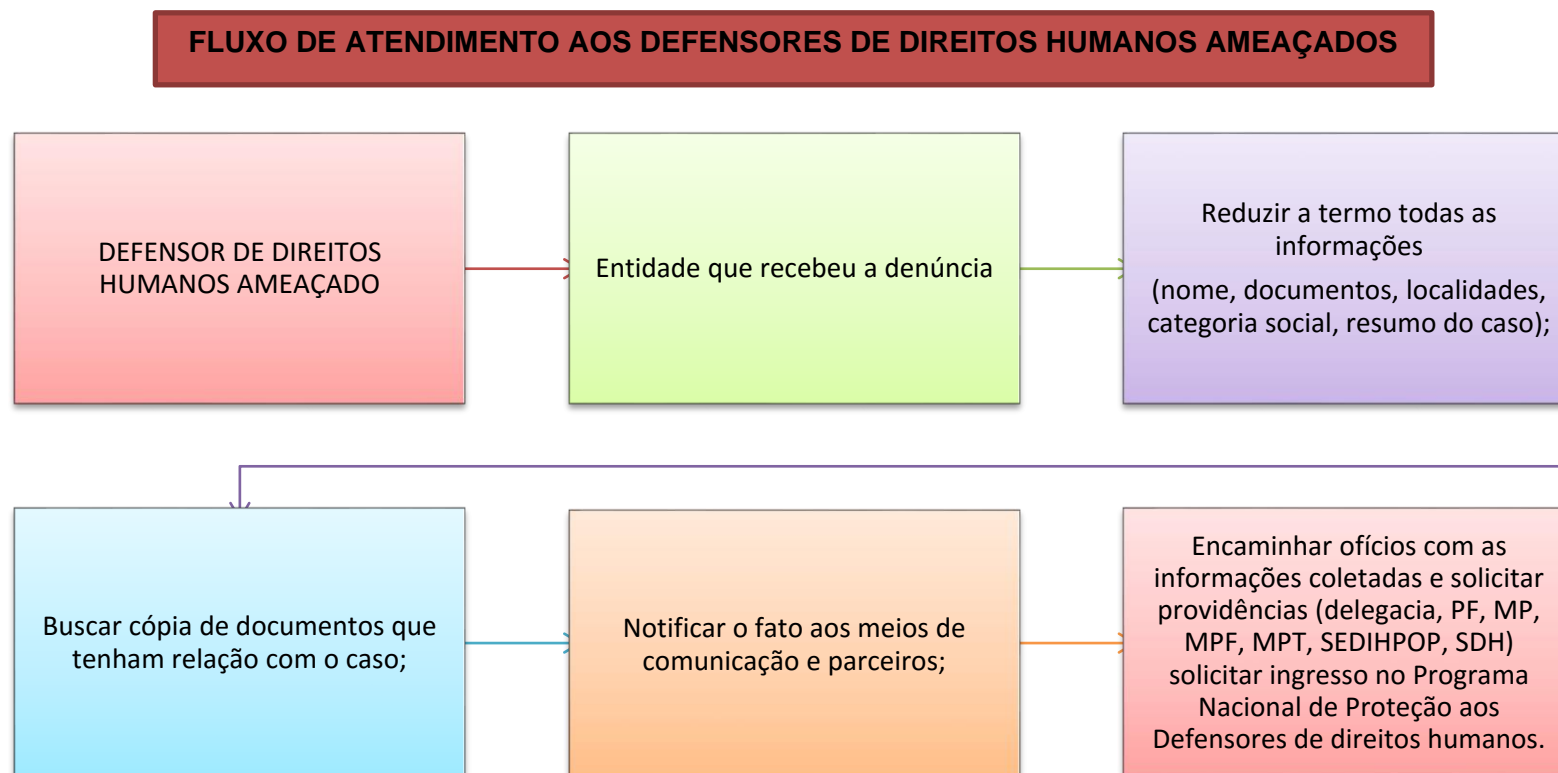 FLUXO DE ATENDIMENTO AOS DEFENSORES DE DIREITOS HUMANOS AMEAÇADOS
DEFENSOR DE DIREITOS
HUMANOS AMEAÇADO
Entidade que recebeu a denúncia
Reduzir a termo todas as
informações
(nome, documentos, localidades,
categoria social, resumo do caso);
Buscar cópia de documentos que
tenham relação com o caso;
Notificar o fato aos meios de
comunicação e parceiros;
Encaminhar ofícios com as
informações coletadas e solicitar
providências (delegacia, PF, MP,
MPF, MPT, SEDIHPOP, SDH)
solicitar ingresso no Programa
Nacional de Proteção aos
Defensores de direitos humanos.